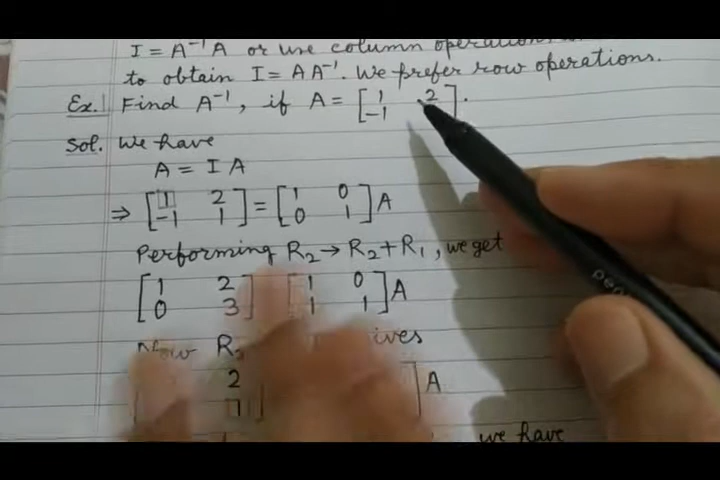 I = A⁻¹A or use column operations
to obtain I = AA⁻¹. We prefer row operations.
Ex.1 Find A⁻¹, if A = [1 2; -1 ].
Sol. We have
A = I A
⇒ [1 2; -1 1] = [1 0; 0 1] A
Performing R₂ → R₂ + R₁, we get
[1 2; 0 3] [1 0; 1 1] A
Now R
2 ] A
1
we have